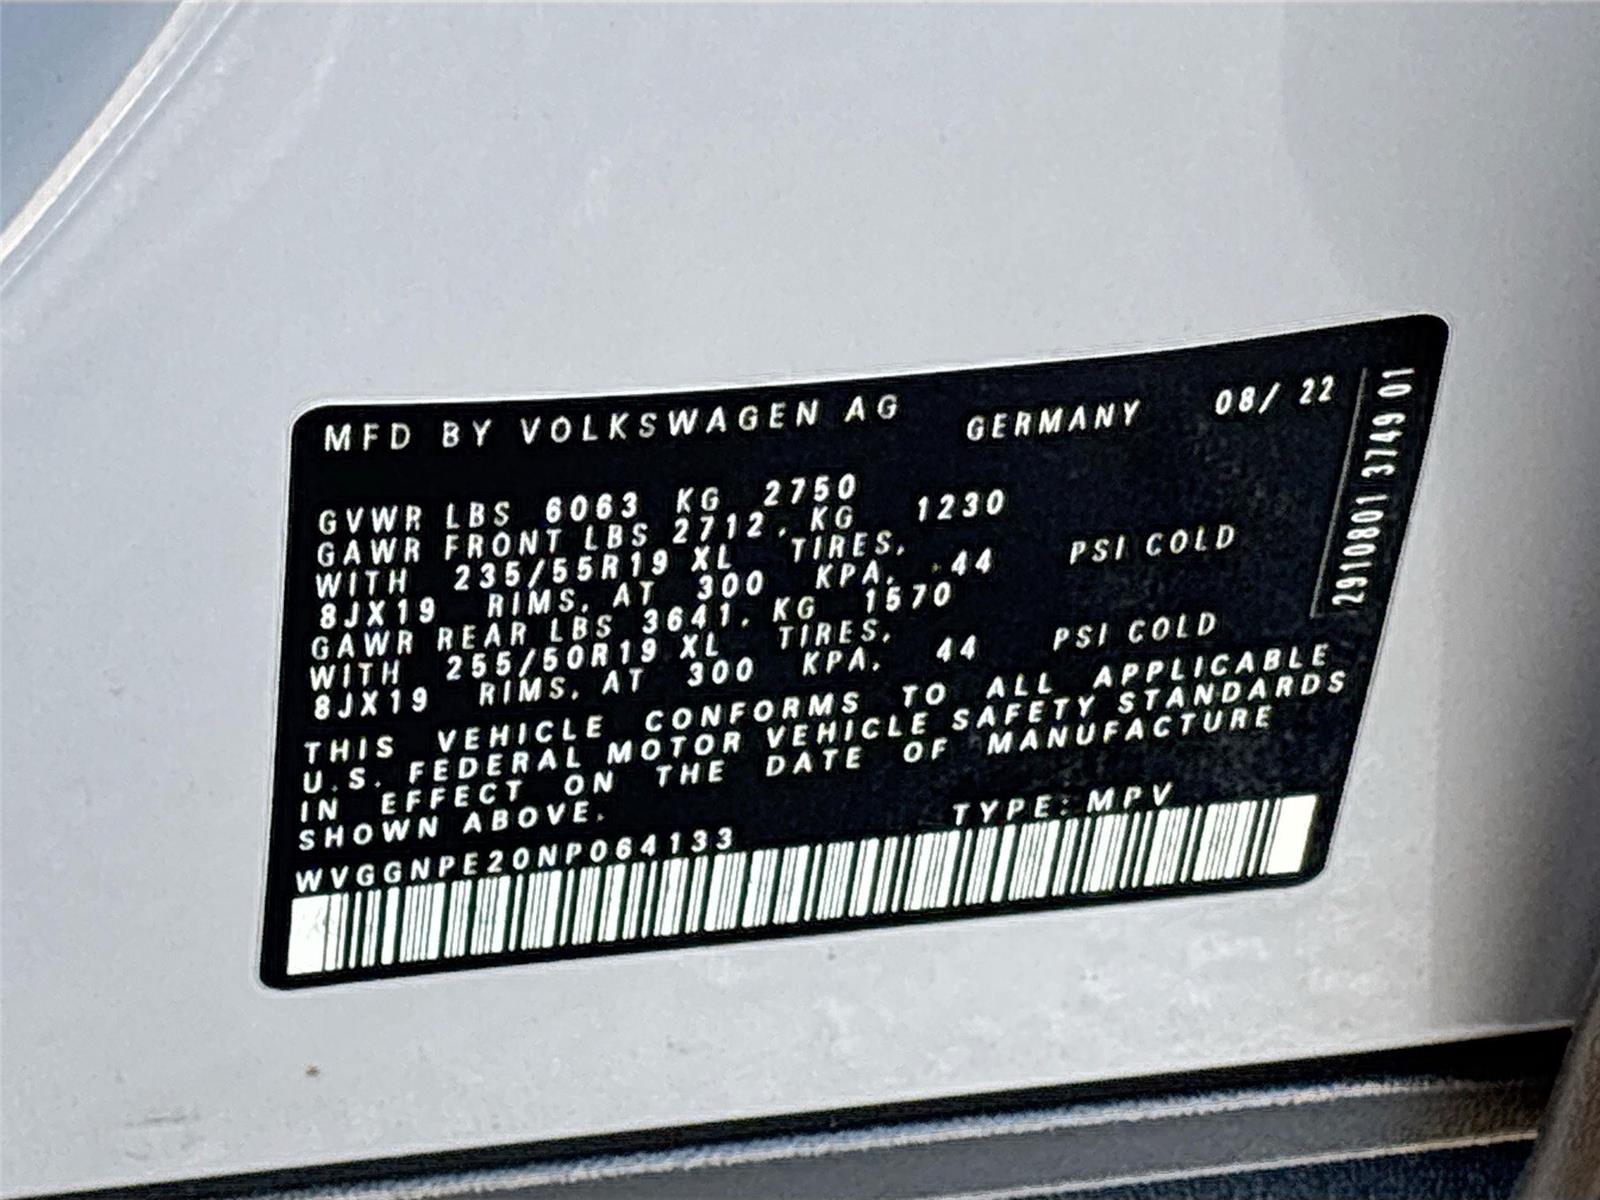 MFD BY VOLKSWAGEN AG GERMANY 08/ 22
GVWR LBS 6063 KG 2750
GAWR FRONT LBS 2712. KG 1230
WITH 235/55R19 XL TIRES.
8JX19 RIMS. AT 300 KPA. 44 PSI COLD
GAWR REAR LBS 3641. KG 1570
WITH 255/50R19 XL TIRES.
8JX19 RIMS. AT 300 KPA. 44 PSI COLD
THIS VEHICLE CONFORMS TO ALL APPLICABLE
U.S. FEDERAL MOTOR VEHICLE SAFETY STANDARDS
IN EFFECT ON THE DATE OF MANUFACTURE
SHOWN ABOVE.
WVGGNPE20NP064133 TYPE: MPV
72910801 3749 01